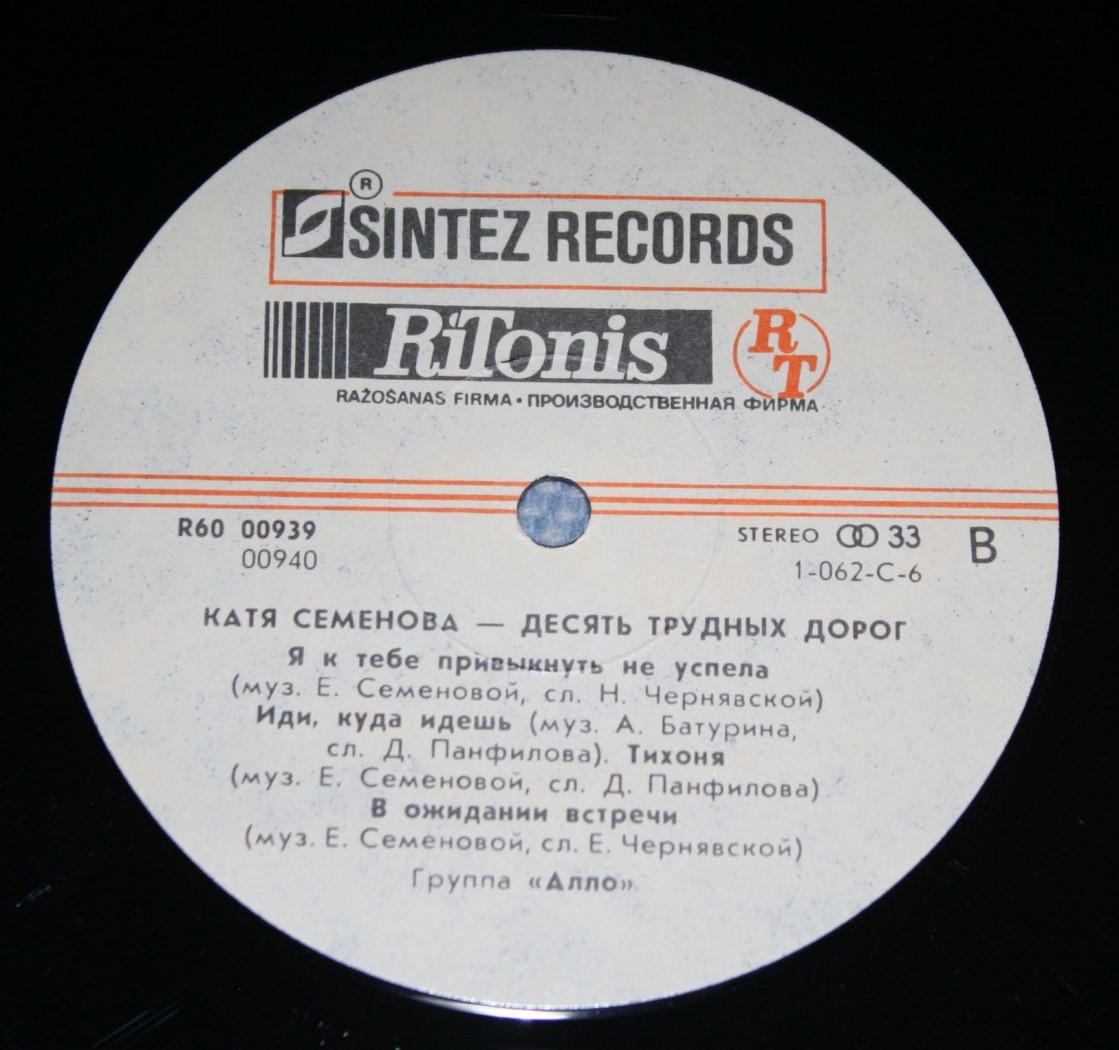 ®
SINTEZ RECORDS
RiTonis RT
RAŽOŠANAS FIRMA • ПРОИЗВОДСТВЕННАЯ ФИРМА
R60 00939
00940
STEREO 33 B
1-062-C-6
КАТЯ СЕМЕНОВА — ДЕСЯТЬ ТРУДНЫХ ДОРОГ
Я к тебе привыкнуть не успела
(муз. Е. Семеновой, сл. Н. Чернявской)
Иди, куда идешь (муз. А. Батурина,
сл. Д. Панфилова). Тихоня
(муз. Е. Семеновой, сл. Д. Панфилова)
В ожидании встречи
(муз. Е. Семеновой, сл. Е. Чернявской)
Группа «Алло»